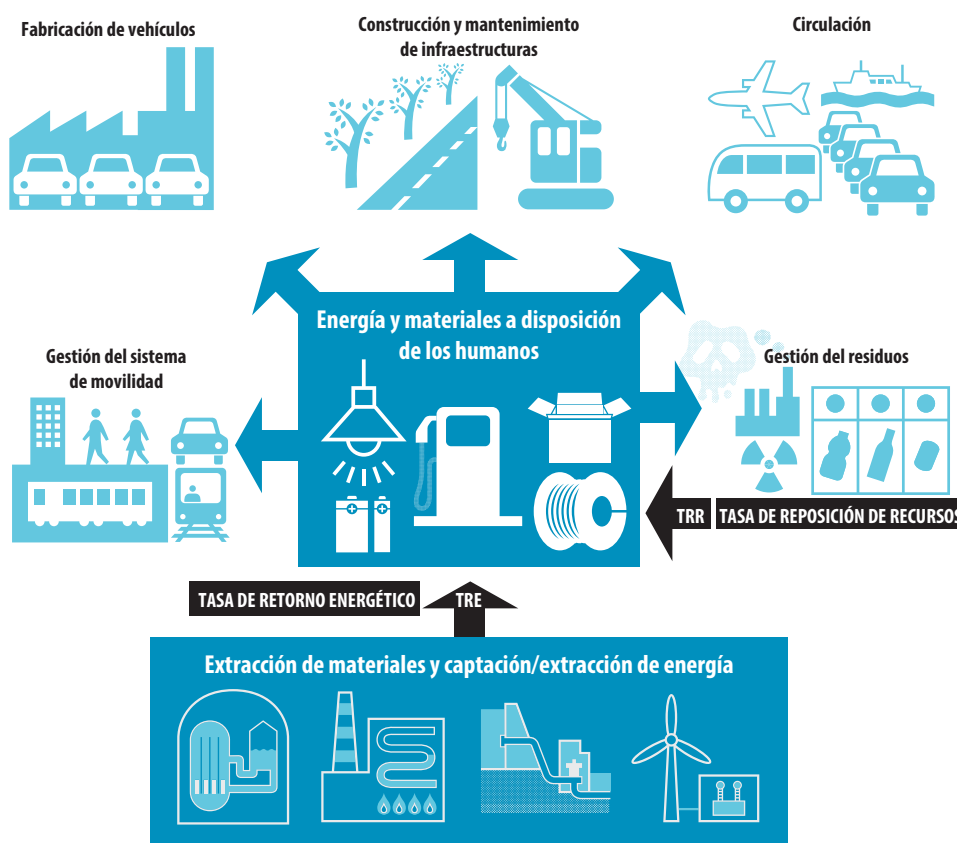 Fabricación de vehículos
Construcción y mantenimiento
de infraestructuras
Circulación
Energía y materiales a disposición
de los humanos
Gestión del sistema
de movilidad
Gestión del residuos
TRR
TASA DE REPOSICIÓN DE RECURSOS
TASA DE RETORNO ENERGÉTICO
TRE
Extracción de materiales y captación/extracción de energía